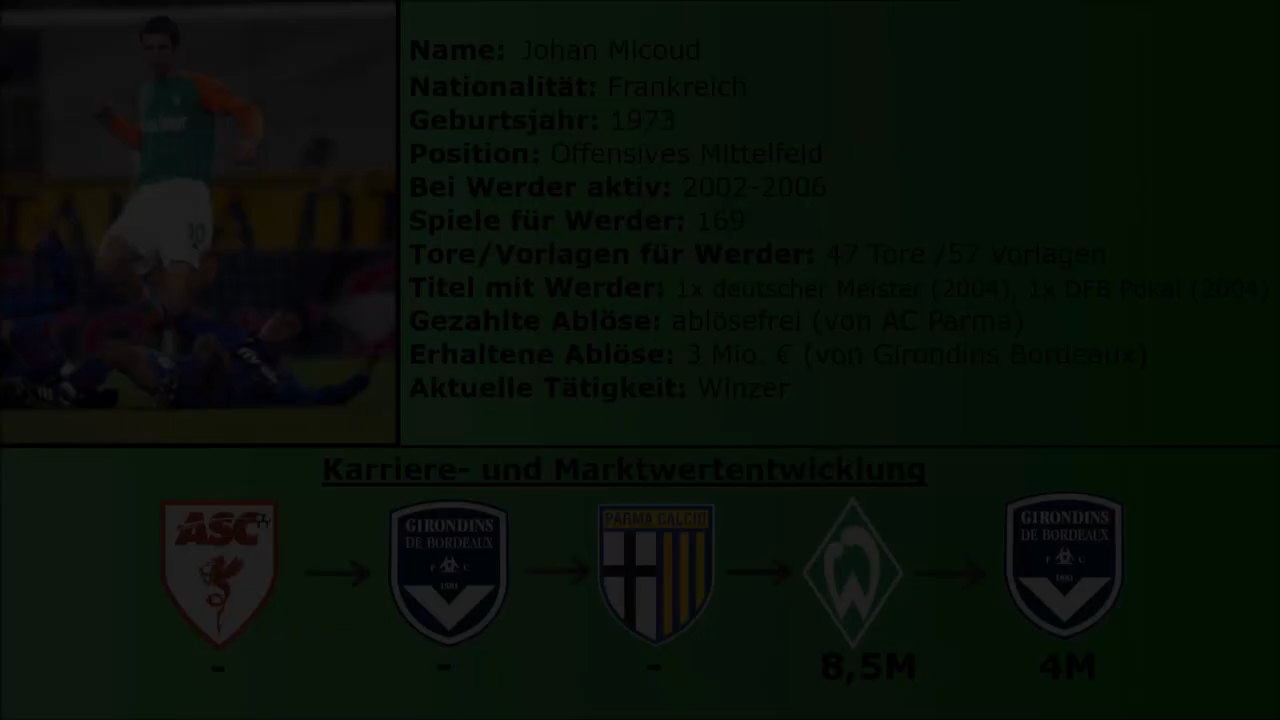 Name: Johan Micoud
Nationalität: Frankreich
Geburtsjahr: 1973
Position: Offensives Mittelfeld
Bei Werder aktiv: 2002-2006
Spiele für Werder: 169
Tore/Vorlagen für Werder: 47 Tore /57 Vorlagen
Titel mit Werder: 1x deutscher Meister (2004), 1x DFB Pokal (2004)
Gezahlte Ablöse: ablösefrei (von AC Parma)
Erhaltene Ablöse: 3 Mio. € (von Girondins Bordeaux)
Aktuelle Tätigkeit: Winzer
10
Karriere- und Marktwertentwicklung
ASC GIRONDINS DE BORDEAUX F C PARMA CALCIO W GIRONDINS DE BORDEAUX F C
- - - 8,5M 4M